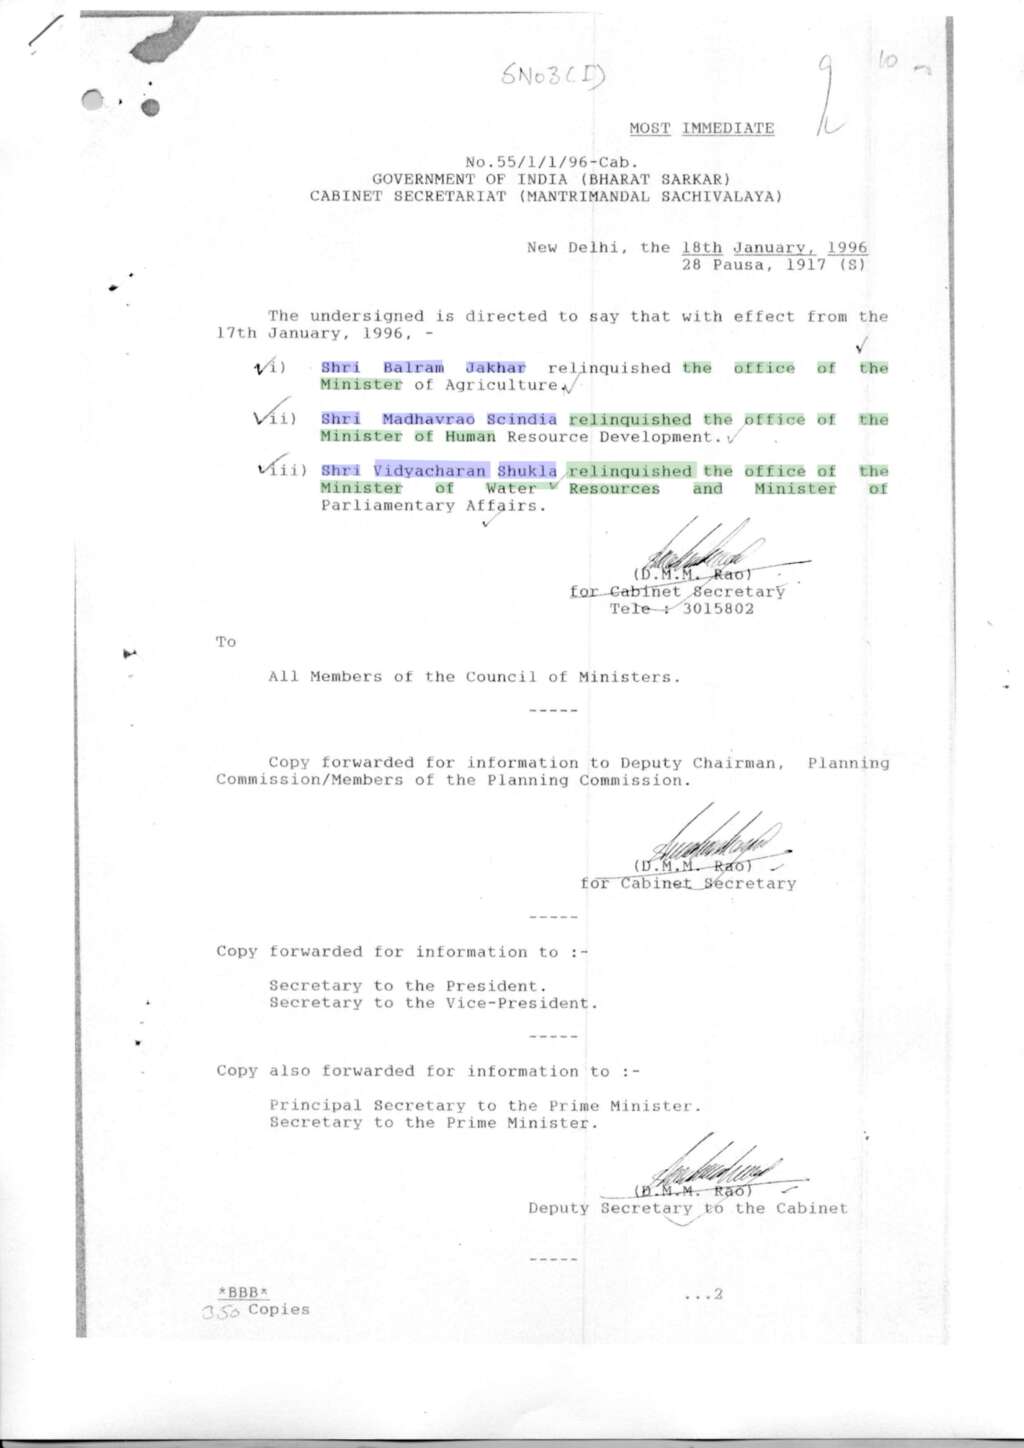 SNo3(I)
10
MOST IMMEDIATE
No.55/1/1/96-Cab.
GOVERNMENT OF INDIA (BHARAT SARKAR)
CABINET SECRETARIAT (MANTRIMANDAL SACHIVALAYA)
New Delhi, the 18th January, 1996
28 Pausa, 1917 (S)
The undersigned is directed to say that with effect from the
17th January, 1996, -
i) Shri Balram Jakhar relinquished the office of the
Minister of Agriculture.
ii) Shri Madhavrao Scindia relinquished the office of the
Minister of Human Resource Development.
iii) Shri Vidyacharan Shukla relinquished the office of the
Minister of Water Resources and Minister of
Parliamentary Affairs.
(D.M.M. Rao)
for Cabinet Secretary
Tele : 3015802
To
All Members of the Council of Ministers.
-----
Copy forwarded for information to Deputy Chairman, Planning
Commission/Members of the Planning Commission.
(D.M.M. Rao)
for Cabinet Secretary
-----
Copy forwarded for information to :-
Secretary to the President.
Secretary to the Vice-President.
-----
Copy also forwarded for information to :-
Principal Secretary to the Prime Minister.
Secretary to the Prime Minister.
(D.M.M. Rao)
Deputy Secretary to the Cabinet
-----
*BBB* ...2
350 Copies